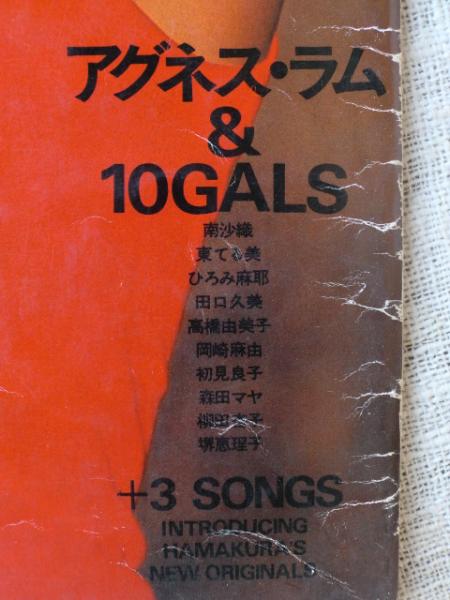 アグネス・ラム
&
10GALS
南沙織
東てる美
ひろみ麻耶
田口久美
高橋由美子
岡崎麻由
初見良子
森田マヤ
堺恵理子
+3 SONGS
INTRODUCING
HAMAKURA'S
NEW ORIGINALS